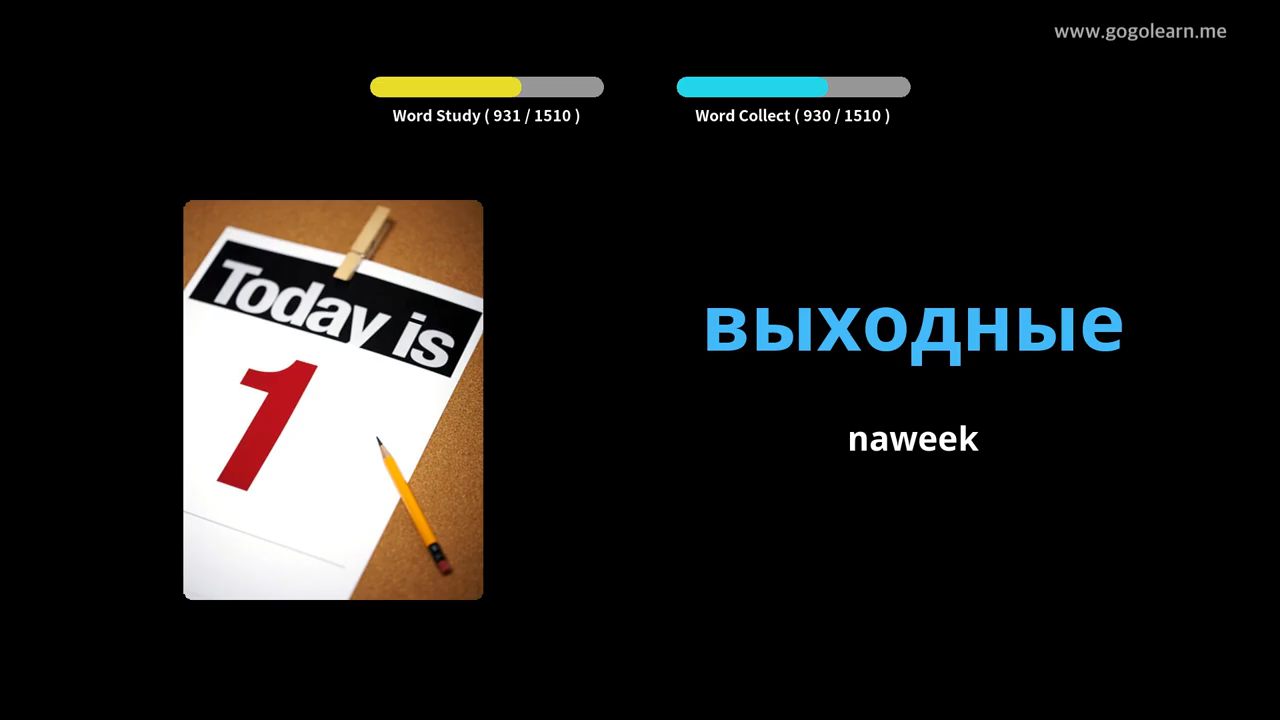 www.gogolearn.me
Word Study ( 931 / 1510 )
Word Collect ( 930 / 1510 )
Today is
1
выходные
naweek